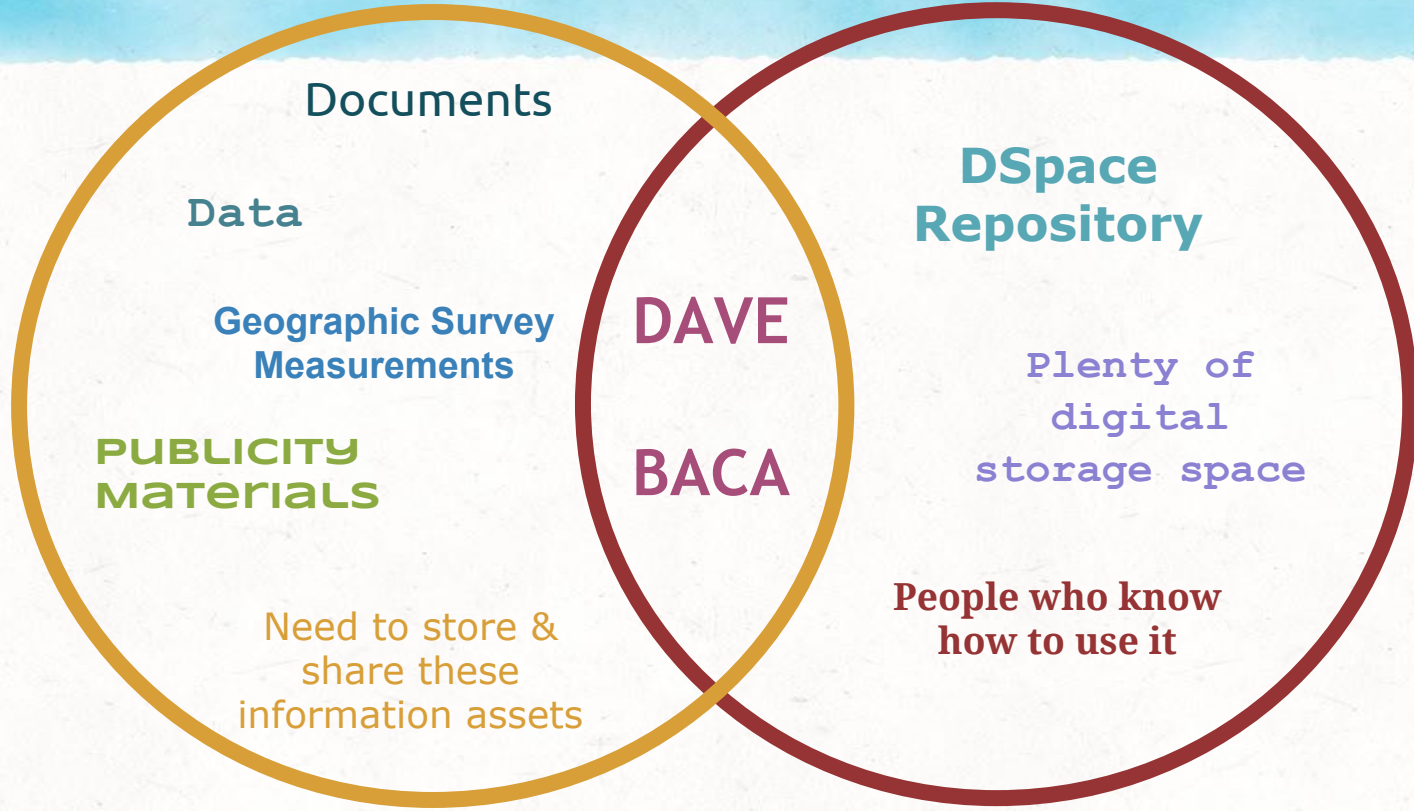 Documents
Data
Geographic Survey
Measurements
PUBLICITY
MATERIALS
Need to store &
share these
information assets
DAVE
BACA
DSpace
Repository
Plenty of
digital
storage space
People who know
how to use it